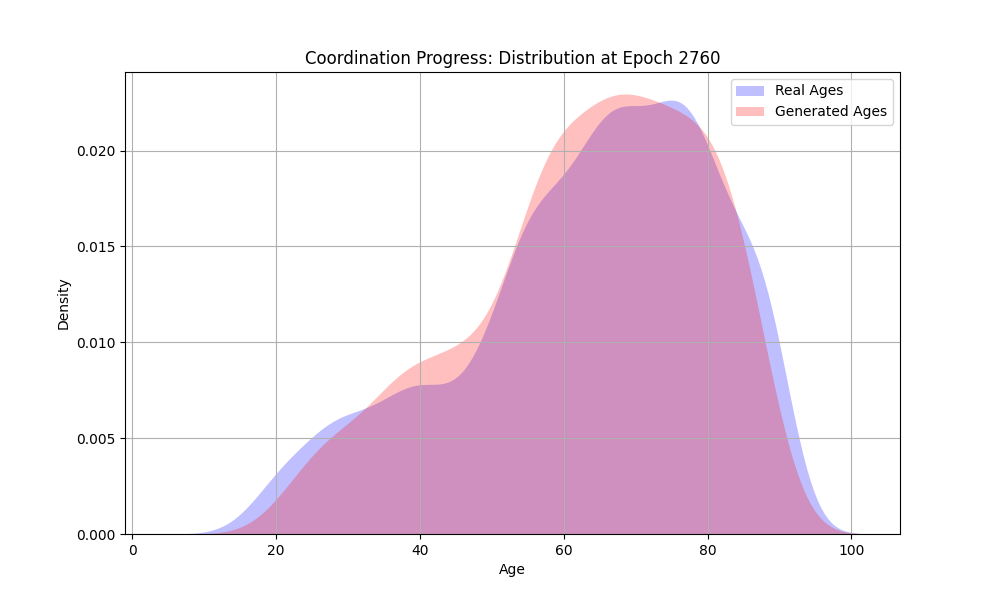 Coordination Progress: Distribution at Epoch 2760
Real Ages
Generated Ages
0.020
0.015
0.010
0.005
0.000
Density
0
20
40
60
80
100
Age